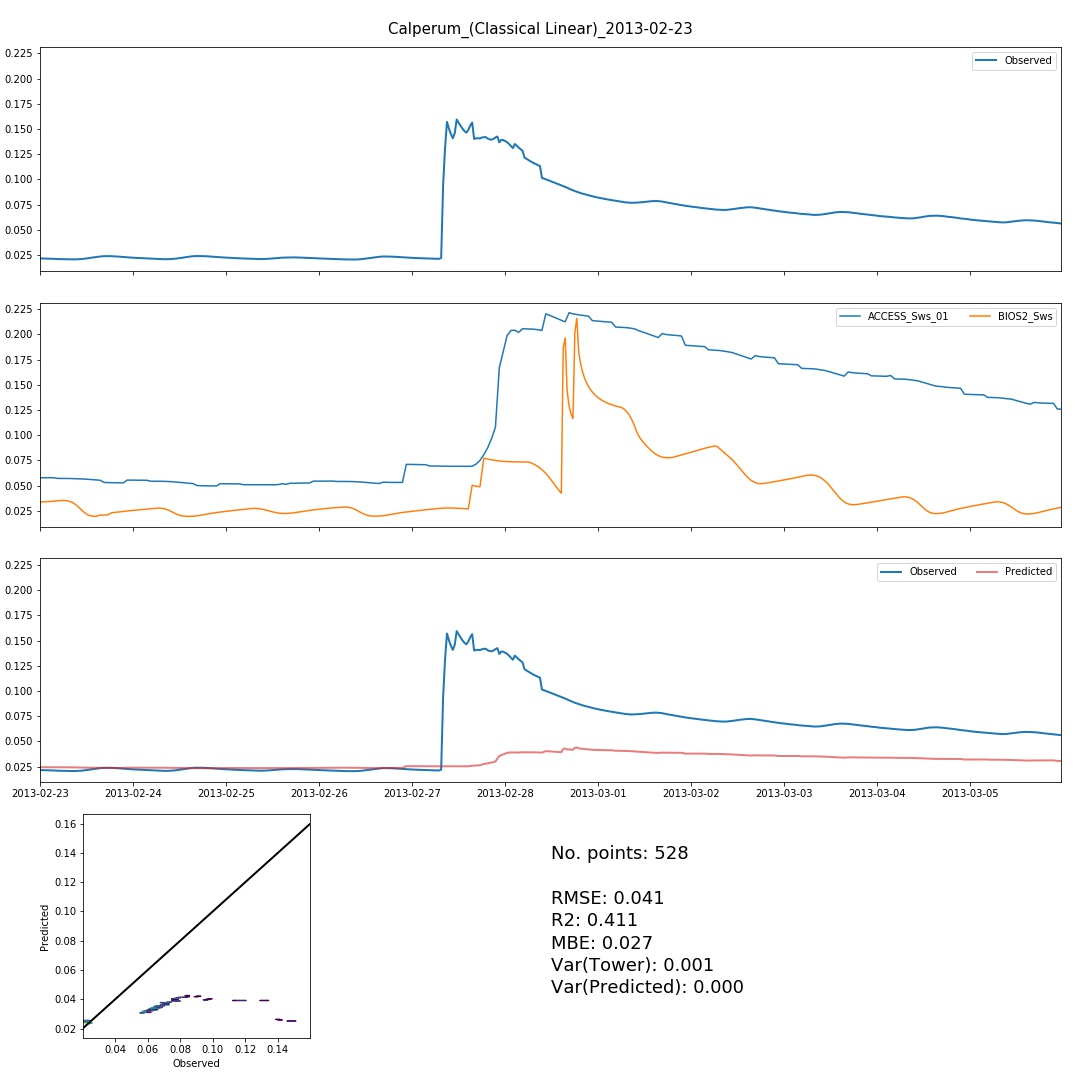 Calperum_(Classical Linear)_2013-02-23
0.225
0.200
0.175
0.150
0.125
0.100
0.075
0.050
0.025
Observed
0.225
0.200
0.175
0.150
0.125
0.100
0.075
0.050
0.025
ACCESS_Sws_01 BIOS2_Sws
0.225
0.200
0.175
0.150
0.125
0.100
0.075
0.050
0.025
Observed Predicted
2013-02-23 2013-02-24 2013-02-25 2013-02-26 2013-02-27 2013-02-28 2013-03-01 2013-03-02 2013-03-03 2013-03-04 2013-03-05
0.16
0.14
0.12
0.10
0.08
0.06
0.04
0.02
Predicted
0.04 0.06 0.08 0.10 0.12 0.14
Observed
No. points: 528
RMSE: 0.041
R2: 0.411
MBE: 0.027
Var(Tower): 0.001
Var(Predicted): 0.000